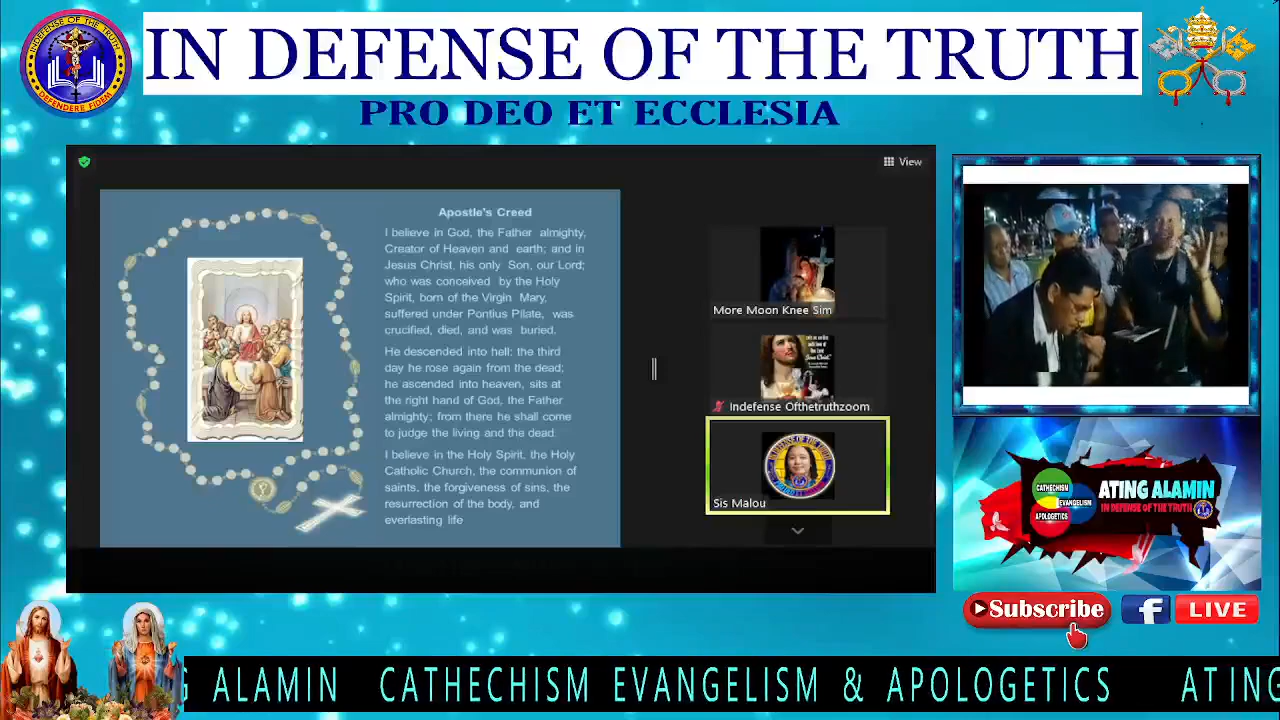 IN DEFENSE OF THE TRUTH
PRO DEO ET ECCLESIA
INDEFENSE OF THE TRUTH
DEFENDERE FIDEM
View
Apostle's Creed
I believe in God, the Father almighty,
Creator of Heaven and earth; and in
Jesus Christ, his only Son, our Lord;
who was conceived by the Holy
Spirit, born of the Virgin Mary,
suffered under Pontius Pilate, was
crucified, died, and was buried.
He descended into hell: the third
day he rose again from the dead;
he ascended into heaven, sits at
the right hand of God, the Father
almighty; from there he shall come
to judge the living and the dead
I believe in the Holy Spirit, the Holy
Catholic Church, the communion of
saints, the forgiveness of sins, the
resurrection of the body, and
everlasting life
More Moon Knee Sim
Indefense Ofthetruthzoom
Sis Malou
CATECHISM
EVANGELISM
APOLOGETICS
ATING ALAMIN
IN DEFENSE OF THE TRUTH
Subscribe
f
LIVE
G ALAMIN CATHECHISM EVANGELISM & APOLOGETICS ATING